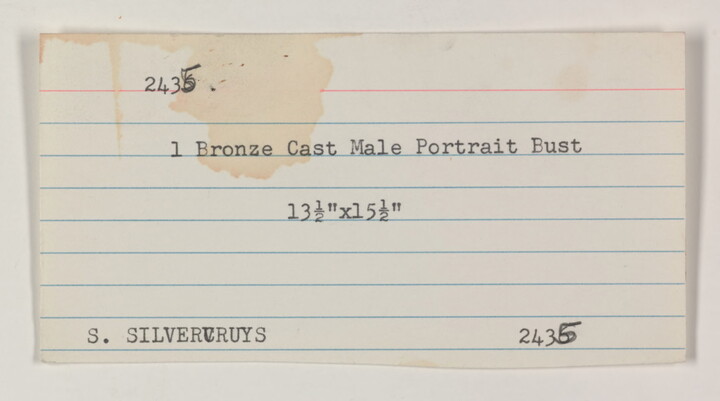 2435.
1 Bronze Cast Male Portrait Bust
13½"x15½"
S. SILVERCRUYS 2435